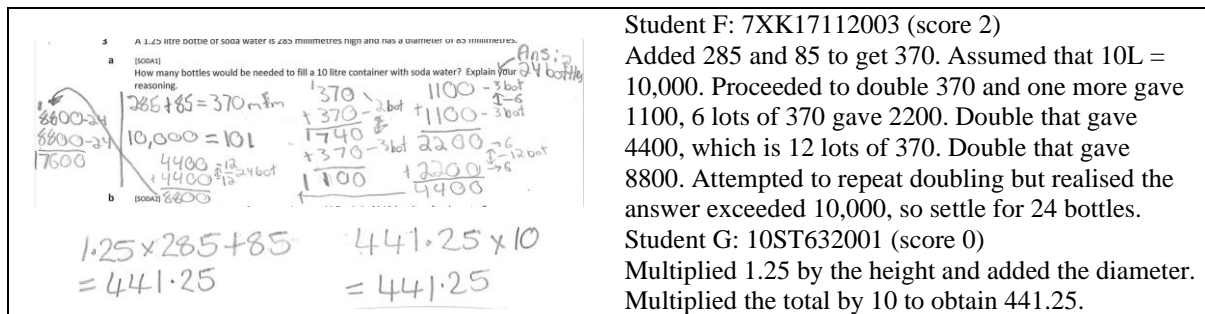 3 A 1.25 litre bottle of soda water is 285 millimetres high and has a diameter of 85 millimetres.
a [SODA1]
How many bottles would be needed to fill a 10 litre container with soda water? Explain your
reasoning.
Ans:
24 bottles
285+85=370mm
10,000=10L
8800-24
8800-24
17600
4400 12
+4400 12 24bot
8800
370
+370 - 2bot
1740
+370 - 3bot
1100
1100 - 3bot
-6
+1100 - 3bot
2200 → 6
-12bot
+2200 → 6
4400
b [SODA2]
1.25 x 285+85
= 441.25
441.25 x 10
= 441.25
Student F: 7XK17112003 (score 2)
Added 285 and 85 to get 370. Assumed that 10L =
10,000. Proceeded to double 370 and one more gave
1100, 6 lots of 370 gave 2200. Double that gave
4400, which is 12 lots of 370. Double that gave
8800. Attempted to repeat doubling but realised the
answer exceeded 10,000, so settle for 24 bottles.
Student G: 10ST632001 (score 0)
Multiplied 1.25 by the height and added the diameter.
Multiplied the total by 10 to obtain 441.25.